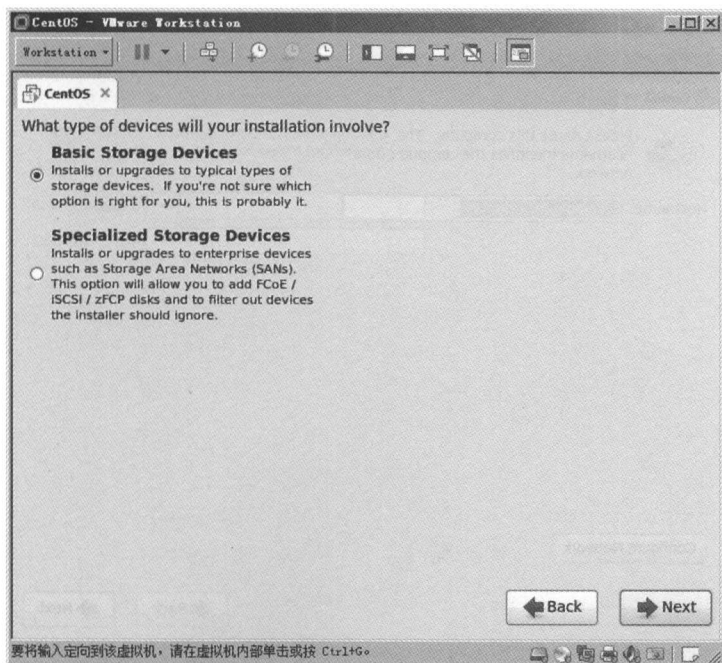 CentOS - VMware Workstation
Workstation
CentOS
What type of devices will your installation involve?
Basic Storage Devices
Installs or upgrades to typical types of
storage devices. If you're not sure which
option is right for you, this is probably it.
Specialized Storage Devices
Installs or upgrades to enterprise devices
such as Storage Area Networks (SANs).
This option will allow you to add FCoE /
iSCSI / zFCP disks and to filter out devices
the installer should ignore.
Back
Next
要将输入定向到该虚拟机，请在虚拟机内部单击或按 Ctrl+G。